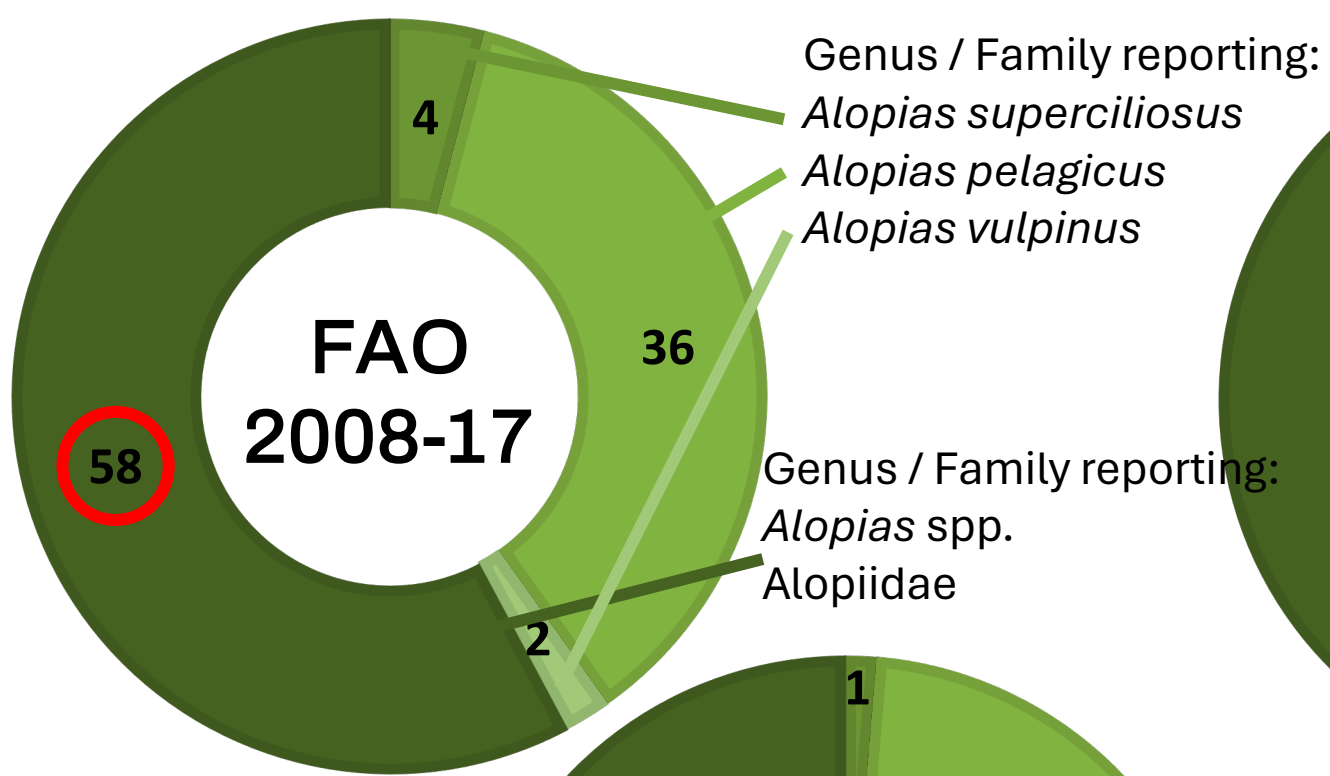 Genus / Family reporting:
Alopias superciliosus
Alopias pelagicus
Alopias vulpinus
4
36
FAO
2008-17
58
Genus / Family reporting:
Alopias spp.
Alopiidae
2
1